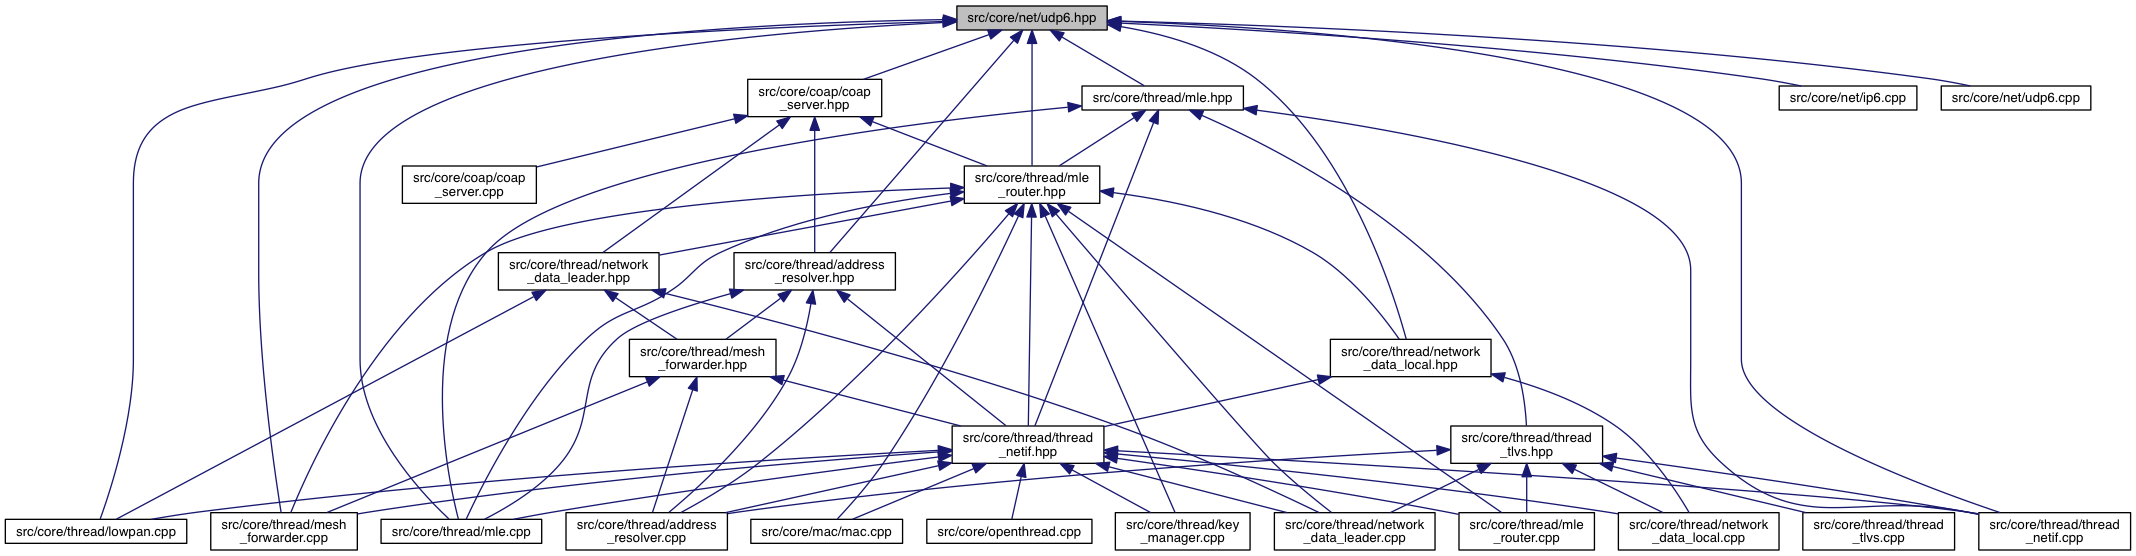 src/core/net/udp6.hpp
src/core/coap/coap
_server.hpp
src/core/thread/mle.hpp
src/core/net/ip6.cpp
src/core/net/udp6.cpp
src/core/coap/coap
_server.cpp
src/core/thread/mle
_router.hpp
src/core/thread/network
_data_leader.hpp
src/core/thread/address
_resolver.hpp
src/core/thread/mesh
_forwarder.hpp
src/core/thread/network
_data_local.hpp
src/core/thread/thread
_netif.hpp
src/core/thread/thread
_tlvs.hpp
src/core/thread/lowpan.cpp
src/core/thread/mesh
_forwarder.cpp
src/core/thread/mle.cpp
src/core/thread/address
_resolver.cpp
src/core/mac/mac.cpp
src/core/openthread.cpp
src/core/thread/key
_manager.cpp
src/core/thread/network
_data_leader.cpp
src/core/thread/mle
_router.cpp
src/core/thread/network
_data_local.cpp
src/core/thread/thread
_tlvs.cpp
src/core/thread/thread
_netif.cpp